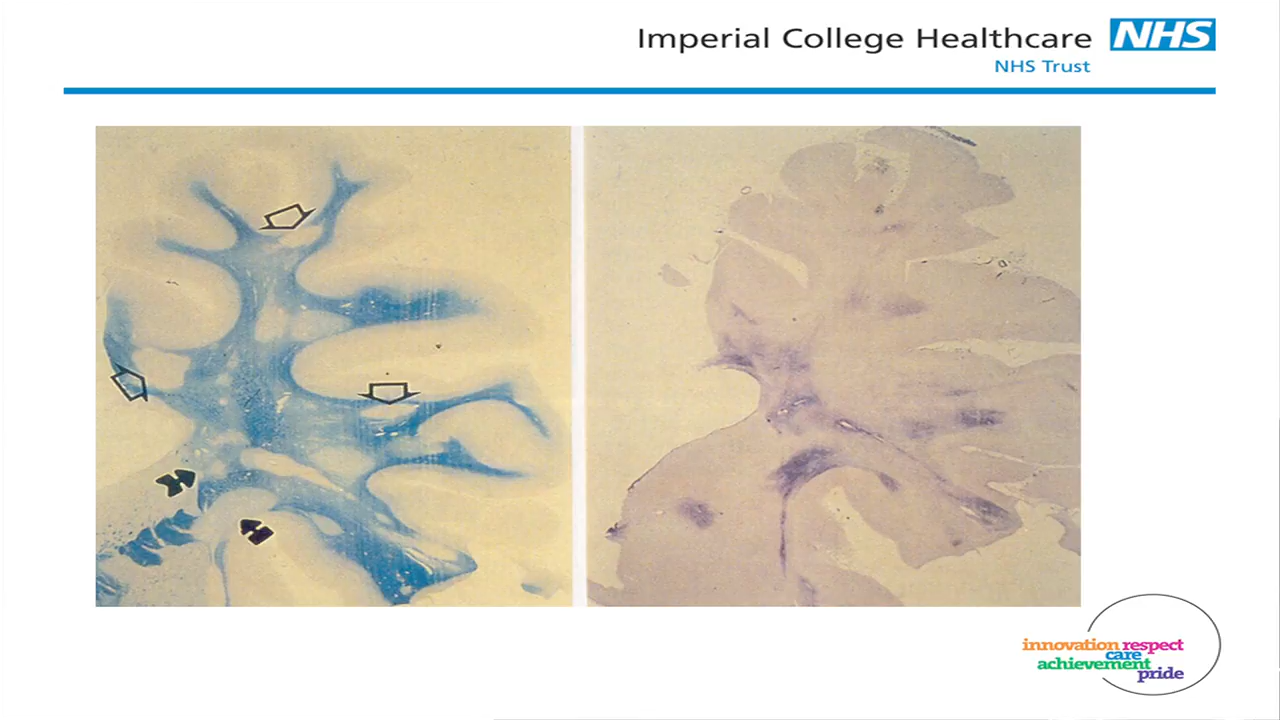 Imperial College Healthcare NHS
NHS Trust
innovation respect
care
achievement
pride